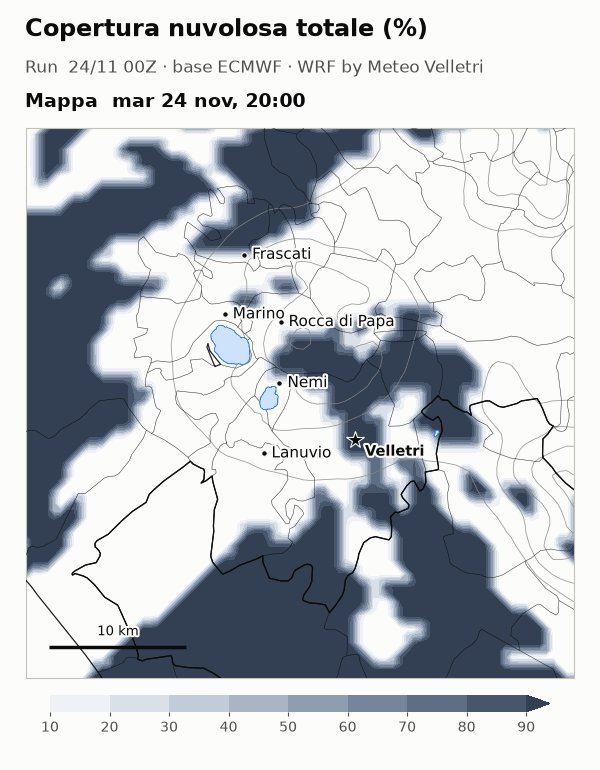 Copertura nuvolosa totale (%)
Run  24/11 00Z · base ECMWF · WRF by Meteo Velletri
Mappa  mar 24 nov, 20:00
Frascati
Marino
Rocca di Papa
Nemi
Velletri
Lanuvio
10 km
10 20 30 40 50 60 70 80 90